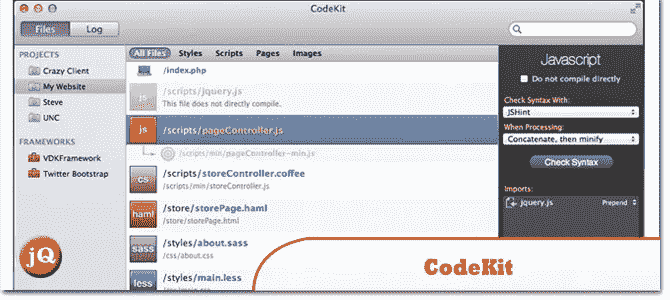 CodeKit
Files Log
PROJECTS
Crazy Client
My Website
Steve
UNC
FRAMEWORKS
VDKFramework
Twitter Bootstrap
All Files Styles Scripts Pages Images
/index.php
js
/scripts/jquery.js
This file does not directly compile.
js
/scripts/pageController.js
/scripts/min/pageController-min.js
cs
/scripts/storeController.coffee
/scripts/min/storeController.js
haml
/store/storePage.haml
/store/storePage.php
sass
/styles/about.sass
/css/about.css
less
/styles/main.less
Javascript
Do not compile directly
Check Syntax With:
JSHint
When Processing:
Concatenate, then minify
Check Syntax
Imports:
jquery.js Prepend
jQ
CodeKit